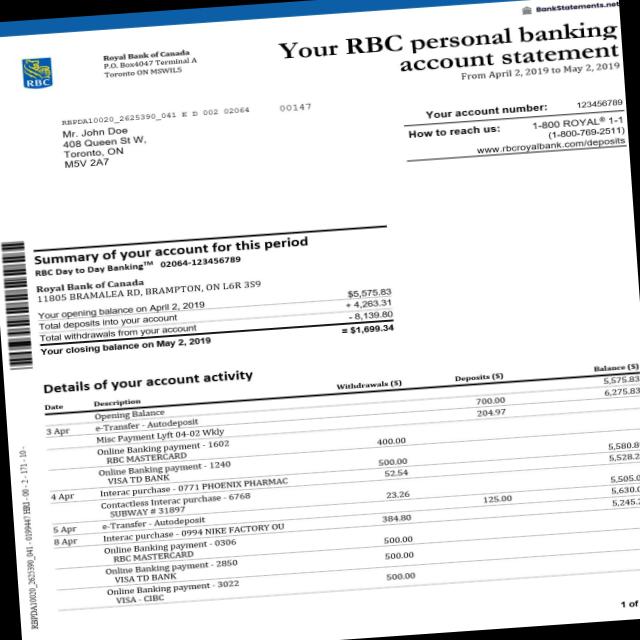 BankStatements.net
RBC
Royal Bank of Canada
P.O. Box4047 Terminal A
Toronto ON MSWILS
Your RBC personal banking
account statement
From April 2, 2019 to May 2, 2019
RBPDA10020_2625390_041 E D 002 02064 00147
Mr. John Doe
408 Queen St W,
Toronto, ON
M5V 2A7
Your account number: 123456789
How to reach us: 1-800 ROYAL® 1-1
(1-800-769-2511)
www.rbcroyalbank.com/deposits
Summary of your account for this period
RBC Day to Day Banking™ 02064-123456789
Royal Bank of Canada
11805 BRAMALEA RD, BRAMPTON, ON L6R 3S9
Your opening balance on April 2, 2019 $5,575.83
Total deposits into your account + 4,263.31
Total withdrawals from your account - 8,139.80
Your closing balance on May 2, 2019 = $1,699.34
Details of your account activity
Date Description Withdrawals ($) Deposits ($) Balance ($)
Opening Balance 5,575.83
3 Apr e-Transfer - Autodeposit 700.00 6,275.83
Misc Payment Lyft 04-02 Wkly 204.97
Online Banking payment - 1602
RBC MASTERCARD 400.00
Online Banking payment - 1240
VISA TD BANK 500.00 5,580.8
4 Apr Interac purchase - 0771 PHOENIX PHARMAC 52.54 5,528.2
Contactless Interac purchase - 6768
SUBWAY # 31897 23.26 5,505.0
5 Apr e-Transfer - Autodeposit 125.00 5,630.0
8 Apr Interac purchase - 0994 NIKE FACTORY OU 384.80 5,245.2
Online Banking payment - 0306
RBC MASTERCARD 500.00
Online Banking payment - 2850
VISA TD BANK 500.00
Online Banking payment - 3022
VISA - CIBC 500.00
1 of